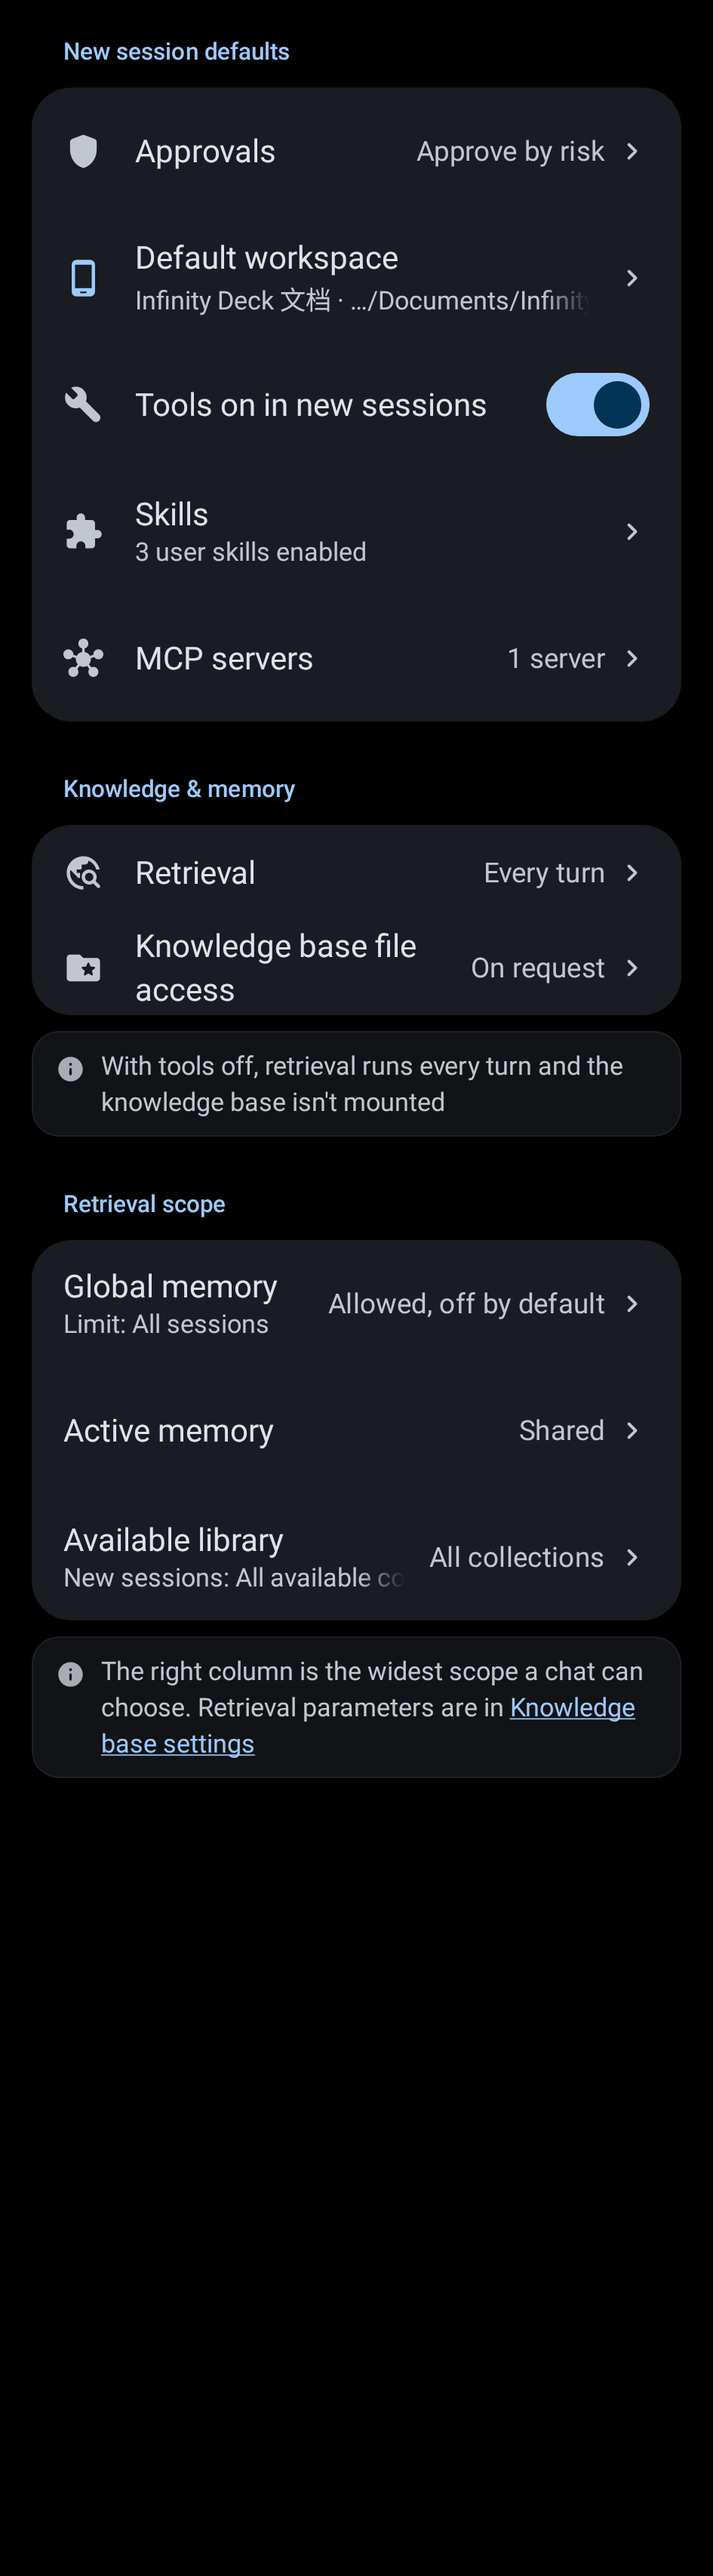 New session defaults
Approvals
Approve by risk
Default workspace
Infinity Deck 文档 · …/Documents/Infinity
Tools on in new sessions
Skills
3 user skills enabled
MCP servers
1 server
Knowledge & memory
Retrieval
Every turn
Knowledge base file
access
On request
With tools off, retrieval runs every turn and the
knowledge base isn't mounted
Retrieval scope
Global memory
Limit: All sessions
Allowed, off by default
Active memory
Shared
Available library
New sessions: All available
All collections
The right column is the widest scope a chat can
choose. Retrieval parameters are in Knowledge
base settings